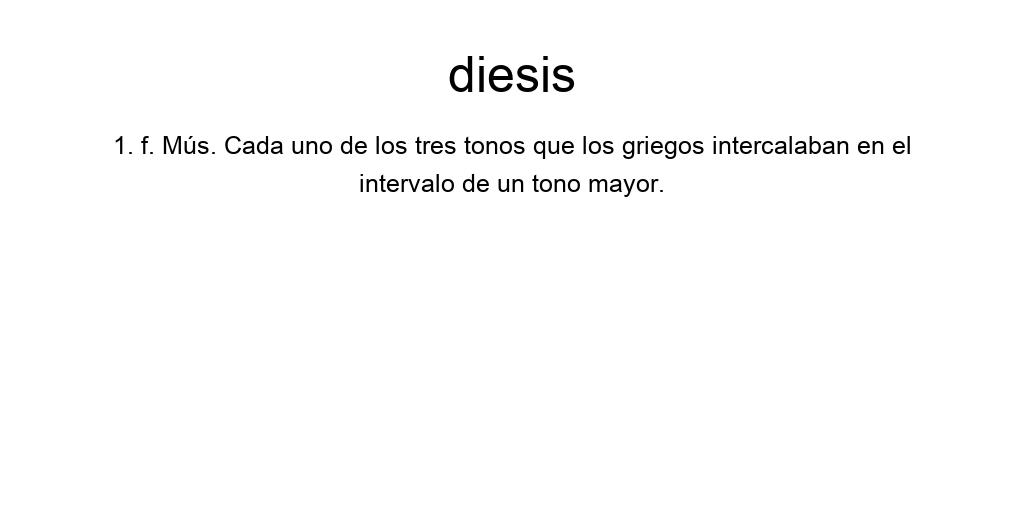 diesis
1. f. Mús. Cada uno de los tres tonos que los griegos intercalaban en el
intervalo de un tono mayor.